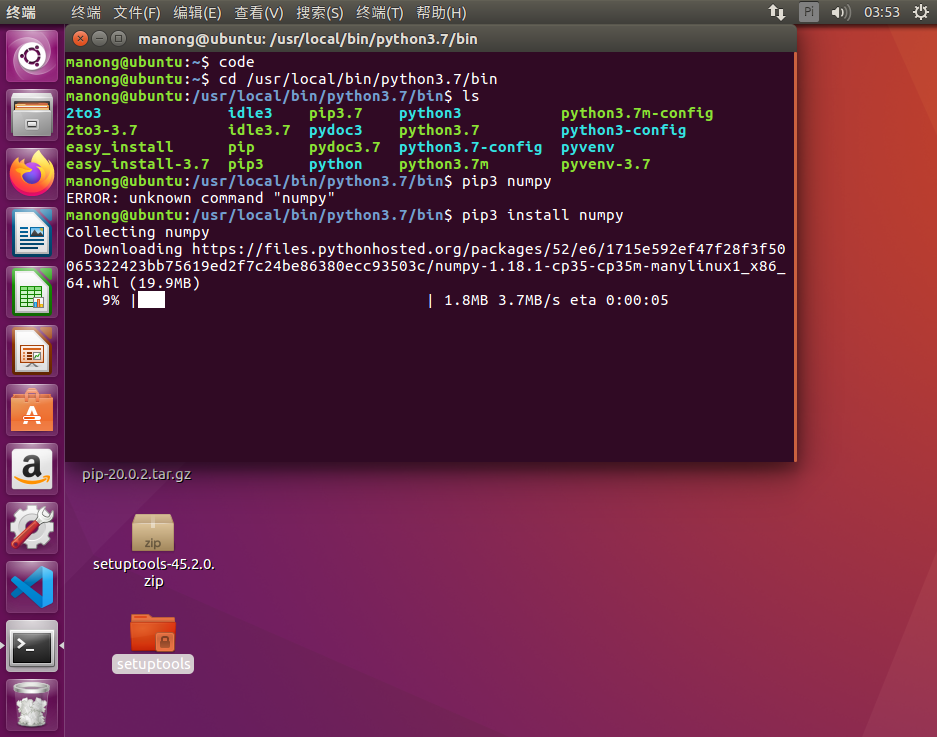 终端 终端 文件(F) 编辑(E) 查看(V) 搜索(S) 终端(T) 帮助(H) Pi 03:53
manong@ubuntu: /usr/local/bin/python3.7/bin
manong@ubuntu:~$ code
manong@ubuntu:~$ cd /usr/local/bin/python3.7/bin
manong@ubuntu:/usr/local/bin/python3.7/bin$ ls
2to3 idle3 pip3.7 python3 python3.7m-config
2to3-3.7 idle3.7 pydoc3 python3.7 python3-config
easy_install pip pydoc3.7 python3.7-config pyvenv
easy_install-3.7 pip3 python python3.7m pyvenv-3.7
manong@ubuntu:/usr/local/bin/python3.7/bin$ pip3 numpy
ERROR: unknown command "numpy"
manong@ubuntu:/usr/local/bin/python3.7/bin$ pip3 install numpy
Collecting numpy
Downloading https://files.pythonhosted.org/packages/52/e6/1715e592ef47f28f3f50
065322423bb75619ed2f7c24be86380ecc93503c/numpy-1.18.1-cp35-cp35m-manylinux1_x86_
64.whl (19.9MB)
9% | | 1.8MB 3.7MB/s eta 0:00:05
pip-20.0.2.tar.gz
zip
setuptools-45.2.0.
zip
setuptools